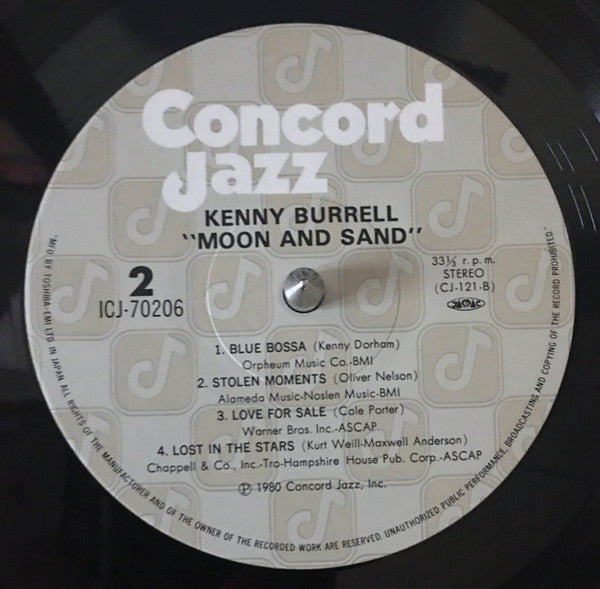 Concord
Jazz
KENNY BURRELL
"MOON AND SAND"
2
ICJ-70206
33⅓ r. p. m.
STEREO
(CJ-121-B)
JASRAC
1. BLUE BOSSA (Kenny Dorham)
Orpheum Music Co.-BMI
2. STOLEN MOMENTS (Oliver Nelson)
Alameda Music-Noslen Music-BMI
3. LOVE FOR SALE (Cole Porter)
Warner Bros. Inc.-ASCAP
4. LOST IN THE STARS (Kurt Weill-Maxwell Anderson)
Chappell & Co., Inc.-Tro-Hampshire House Pub. Corp.-ASCAP
℗ 1980 Concord Jazz, Inc.
"MF'D BY TOSHIBA-EMI LTD IN JAPAN ALL RIGHTS OF THE MANUFACTURER AND OF THE OWNER OF THE RECORDED WORK ARE RESERVED. UNAUTHORIZED PUBLIC PERFORMANCE, BROADCASTING AND COPYING OF THE RECORD PROHIBITED."